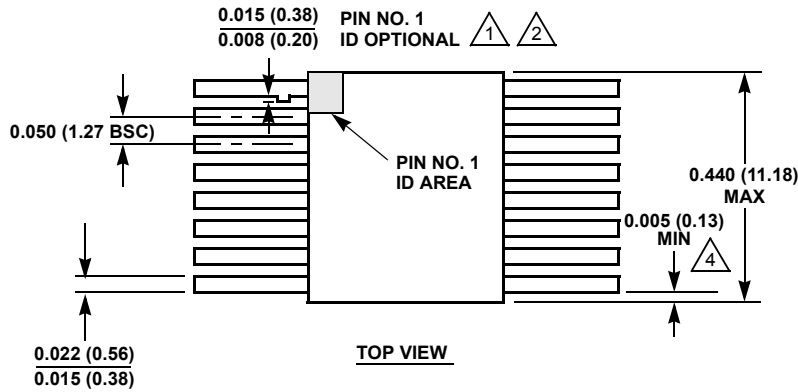 0.015 (0.38)
0.008 (0.20)
PIN NO. 1
ID OPTIONAL
1
2
0.050 (1.27 BSC)
PIN NO. 1
ID AREA
0.440 (11.18)
MAX
0.005 (0.13)
MIN
4
0.022 (0.56)
0.015 (0.38)
TOP VIEW